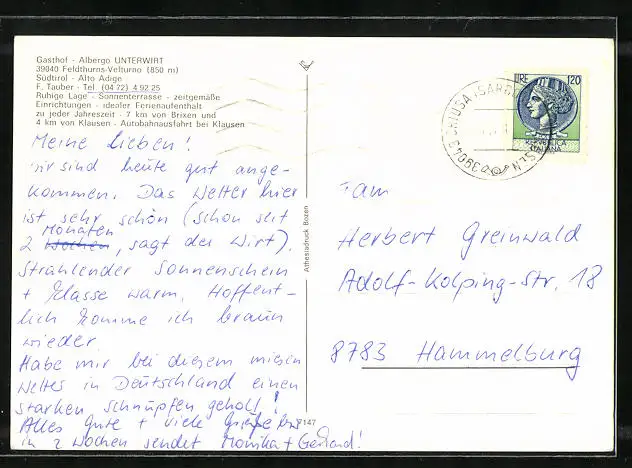 Gasthof - Albergo UNTERWIRT
39040 Feldthurns-Velturno (850 m)
Südtirol - Alto Adige
F. Tauber - Tel. (04 72) 4 92 25
Ruhige Lage - Sonnenterrasse - zeitgemäße
Einrichtungen - idealer Ferienaufenthalt
zu jeder Jahreszeit - 7 km von Brixen und
4 km von Klausen - Autobahnausfahrt bei Klausen
Meine Lieben!
wir sind heute gut ange-
kommen. Das Wetter hier
ist sehr schön (schon seit
Monaten
2 Wochen, sagt der Wirt).
Strahlender Sonnenschein
+ Klasse warm. Hoffent-
lich komme ich braun
wieder.
Habe mir bei diesem miesen
Wetter in Deutschland einen
starken Schnupfen geholt!
Alles Gute + viele Grüße bis
in 2 Wochen sendet Monika + Gerhard!
7147
Athesiadruck Bozen
39043 CHIUSA
LIRE 120
REPUBBLICA
ITALIANA
Fam
Herbert Greinwald
Adolf-Kolping-Str. 18
8783 Hammelburg